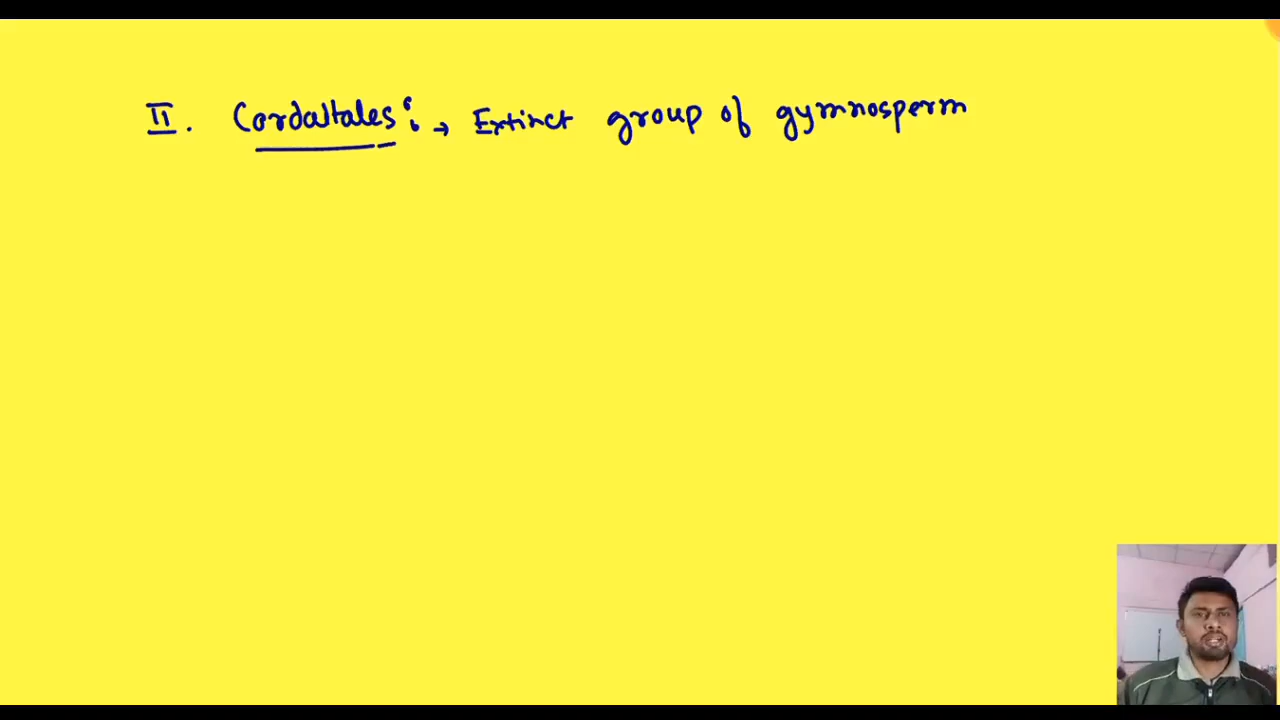 II. Cordaitales: → Extinct group of gymnosperm